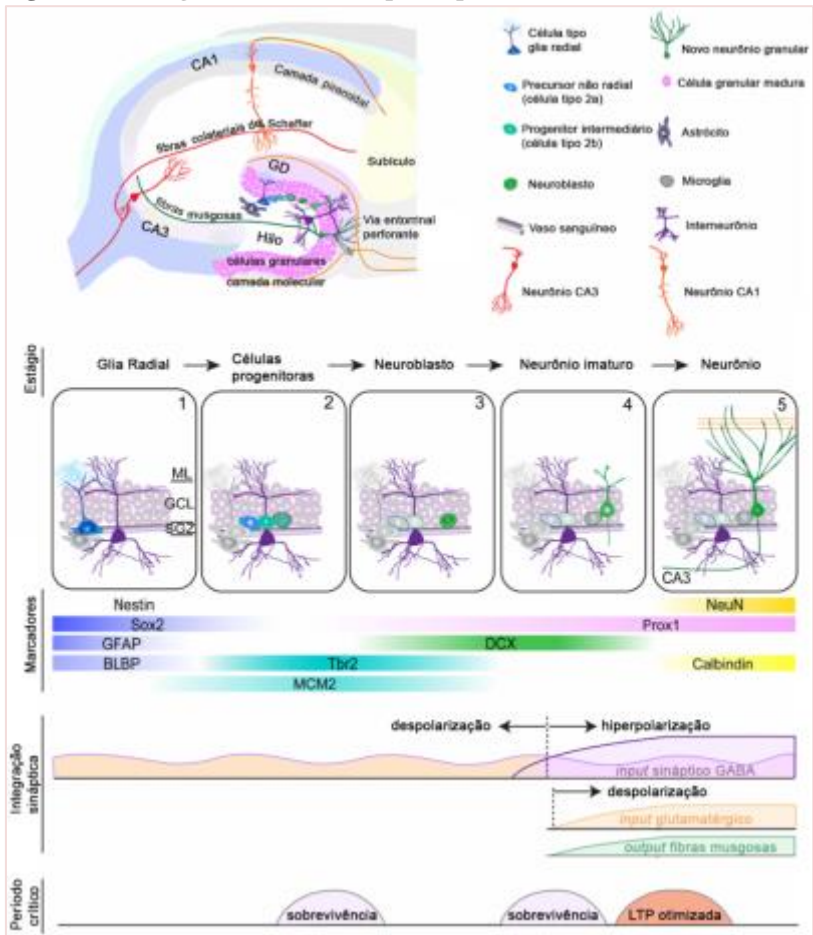 CA1
Camada piramidal
fibras colaterais de Schaffer
Subículo
GD
fibras musgosas
CA3
Hilo
Via entorrinal
perforante
células granulares
camada molecular
Célula tipo
glia radial
Novo neurônio granular
Precursor não radial
(célula tipo 2a)
Célula granular madura
Progenitor intermediário
(célula tipo 2b)
Astrócito
Neuroblasto
Microglia
Vaso sanguíneo
Interneurônio
Neurônio CA3
Neurônio CA1
Estágio
Glia Radial
Células
progenitoras
Neuroblasto
Neurônio imaturo
Neurônio
1
2
3
4
5
ML
GCL
SGZ
CA3
Marcadores
Nestin
NeuN
Sox2
Prox1
GFAP
DCX
BLBP
Tbr2
Calbindin
MCM2
Integração
sináptica
despolarização
hiperpolarização
input sináptico GABA
despolarização
input glutamatérgico
output fibras musgosas
Período
crítico
sobrevivência
sobrevivência
LTP otimizada